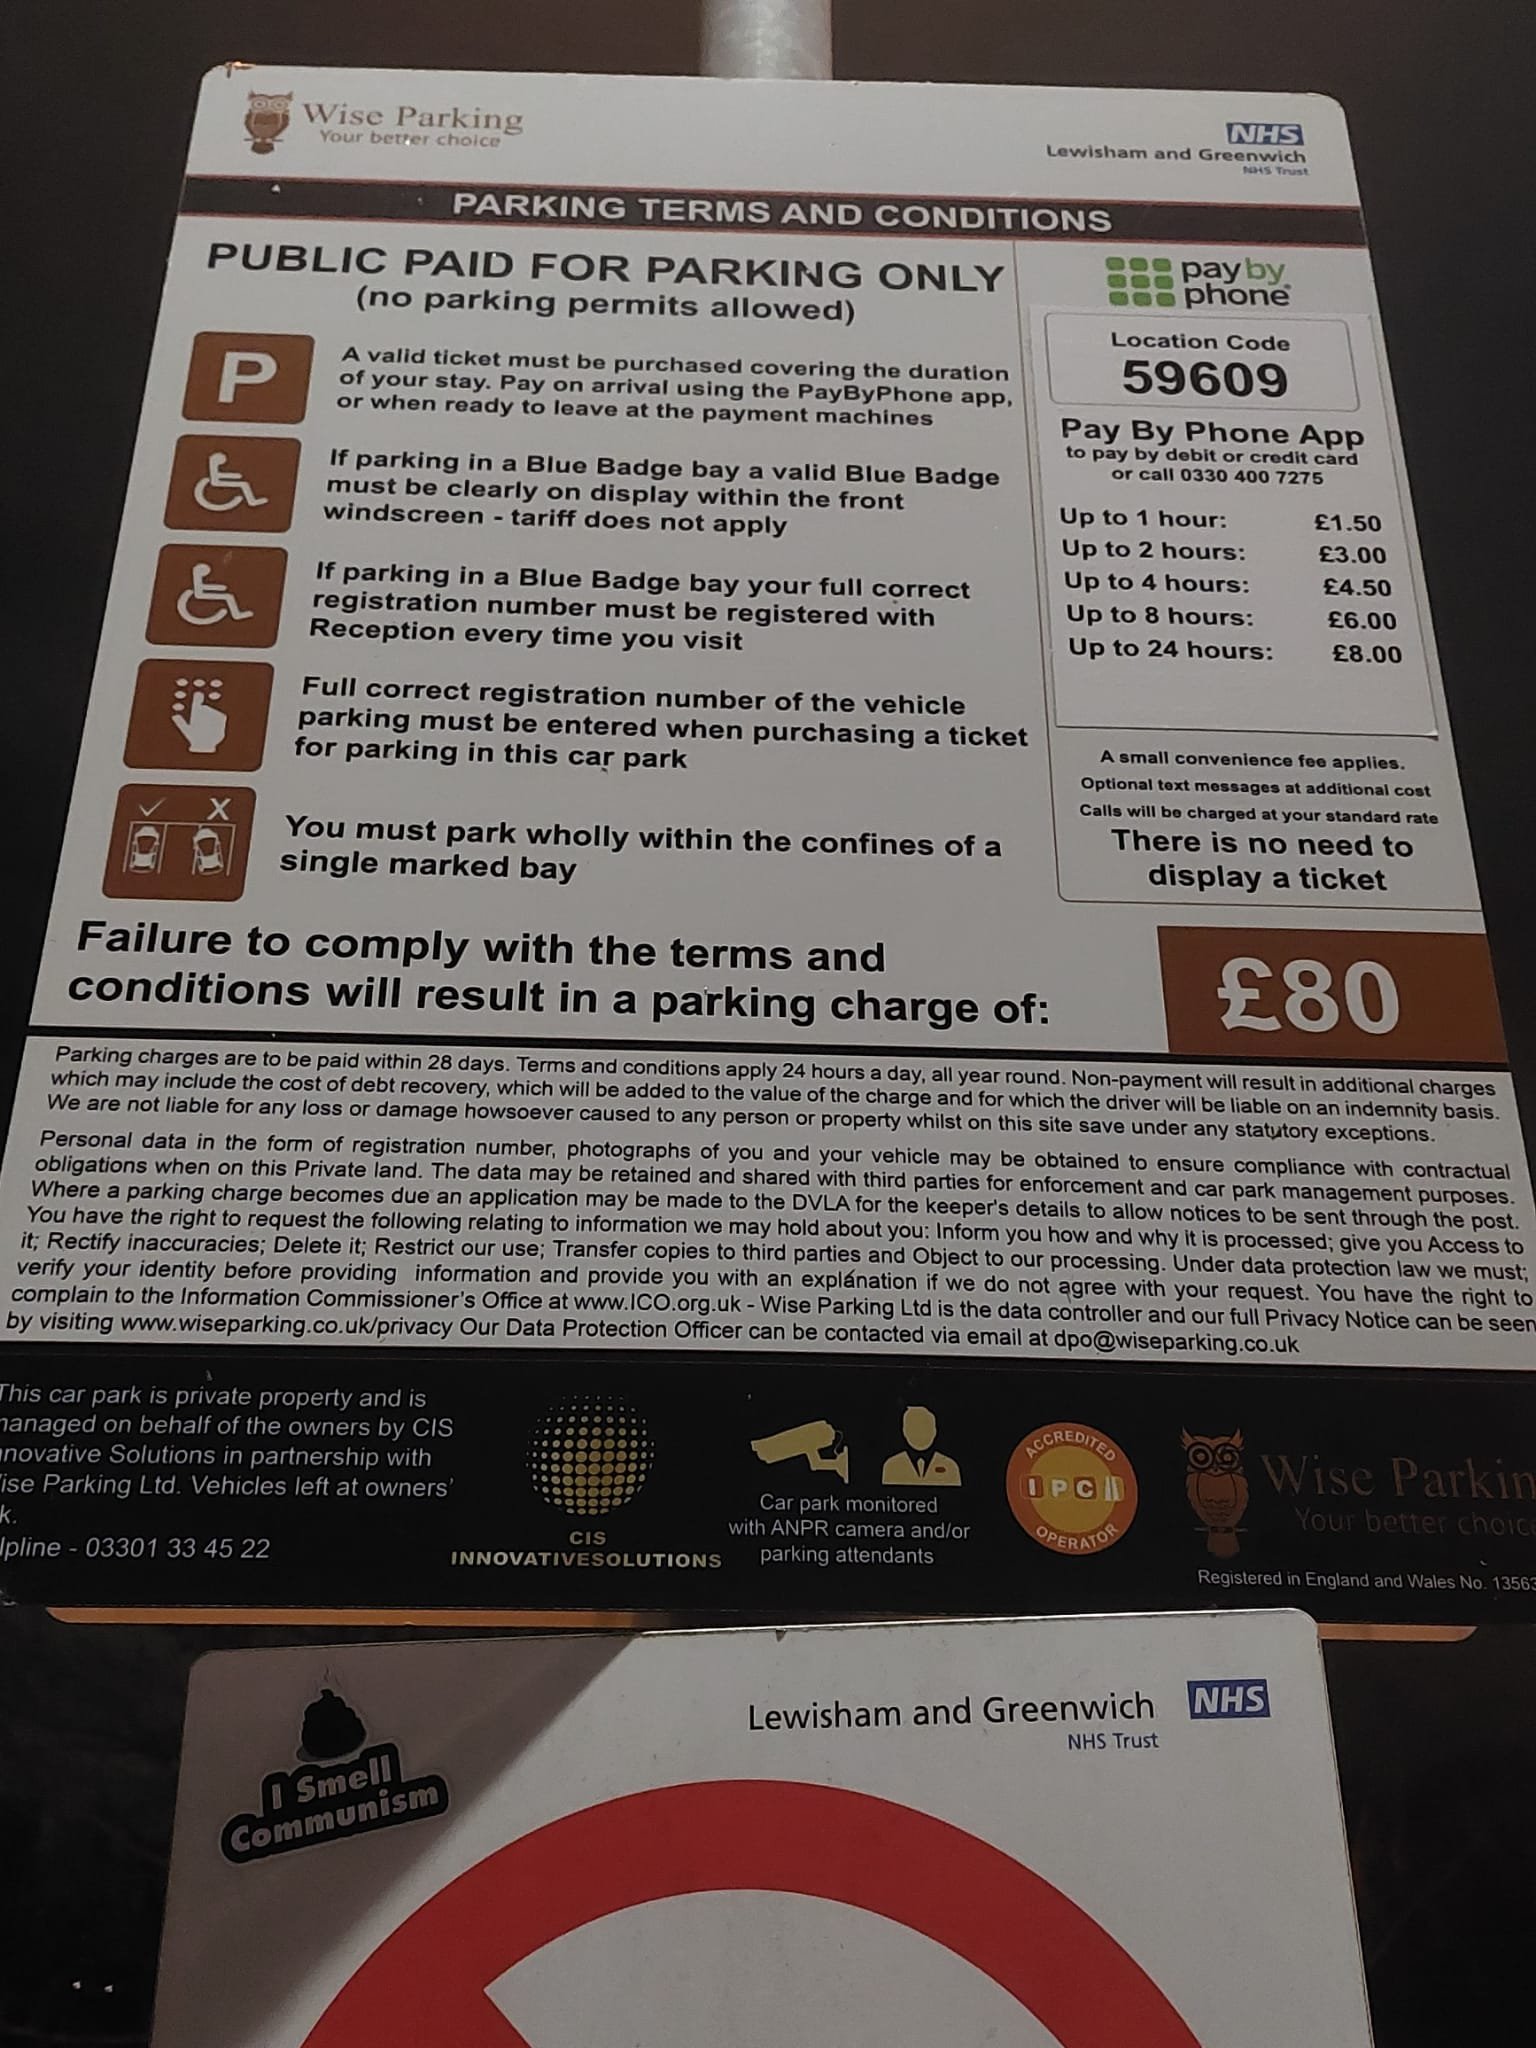 Wise Parking
Your better choice
NHS
Lewisham and Greenwich
NHS Trust
PARKING TERMS AND CONDITIONS
PUBLIC PAID FOR PARKING ONLY
(no parking permits allowed)
P
A valid ticket must be purchased covering the duration
of your stay. Pay on arrival using the PayByPhone app,
or when ready to leave at the payment machines
If parking in a Blue Badge bay a valid Blue Badge
must be clearly on display within the front
windscreen - tariff does not apply
If parking in a Blue Badge bay your full correct
registration number must be registered with
Reception every time you visit
Full correct registration number of the vehicle
parking must be entered when purchasing a ticket
for parking in this car park
X
You must park wholly within the confines of a
single marked bay
pay by
phone
Location Code
59609
Pay By Phone App
to pay by debit or credit card
or call 0330 400 7275
Up to 1 hour: £1.50
Up to 2 hours: £3.00
Up to 4 hours: £4.50
Up to 8 hours: £6.00
Up to 24 hours: £8.00
A small convenience fee applies.
Optional text messages at additional cost
Calls will be charged at your standard rate
There is no need to
display a ticket
Failure to comply with the terms and
conditions will result in a parking charge of:
£80
Parking charges are to be paid within 28 days. Terms and conditions apply 24 hours a day, all year round. Non-payment will result in additional charges
which may include the cost of debt recovery, which will be added to the value of the charge and for which the driver will be liable on an indemnity basis.
We are not liable for any loss or damage howsoever caused to any person or property whilst on this site save under any statutory exceptions.
Personal data in the form of registration number, photographs of you and your vehicle may be obtained to ensure compliance with contractual
obligations when on this Private land. The data may be retained and shared with third parties for enforcement and car park management purposes.
Where a parking charge becomes due an application may be made to the DVLA for the keeper's details to allow notices to be sent through the post.
You have the right to request the following relating to information we may hold about you: Inform you how and why it is processed; give you Access to
it; Rectify inaccuracies; Delete it; Restrict our use; Transfer copies to third parties and Object to our processing. Under data protection law we must;
verify your identity before providing information and provide you with an explanation if we do not agree with your request. You have the right to
complain to the Information Commissioner's Office at www.ICO.org.uk - Wise Parking Ltd is the data controller and our full Privacy Notice can be seen
by visiting www.wiseparking.co.uk/privacy Our Data Protection Officer can be contacted via email at dpo@wiseparking.co.uk
This car park is private property and is
managed on behalf of the owners by CIS
nnovative Solutions in partnership with
ise Parking Ltd. Vehicles left at owners'
k.
lpline - 03301 33 45 22
CIS
INNOVATIVESOLUTIONS
Car park monitored
with ANPR camera and/or
parking attendants
ACCREDITED
IPC
OPERATOR
Wise Parkin
Your better choice
Registered in England and Wales No. 13563
I Smell
Communism
Lewisham and Greenwich NHS
NHS Trust